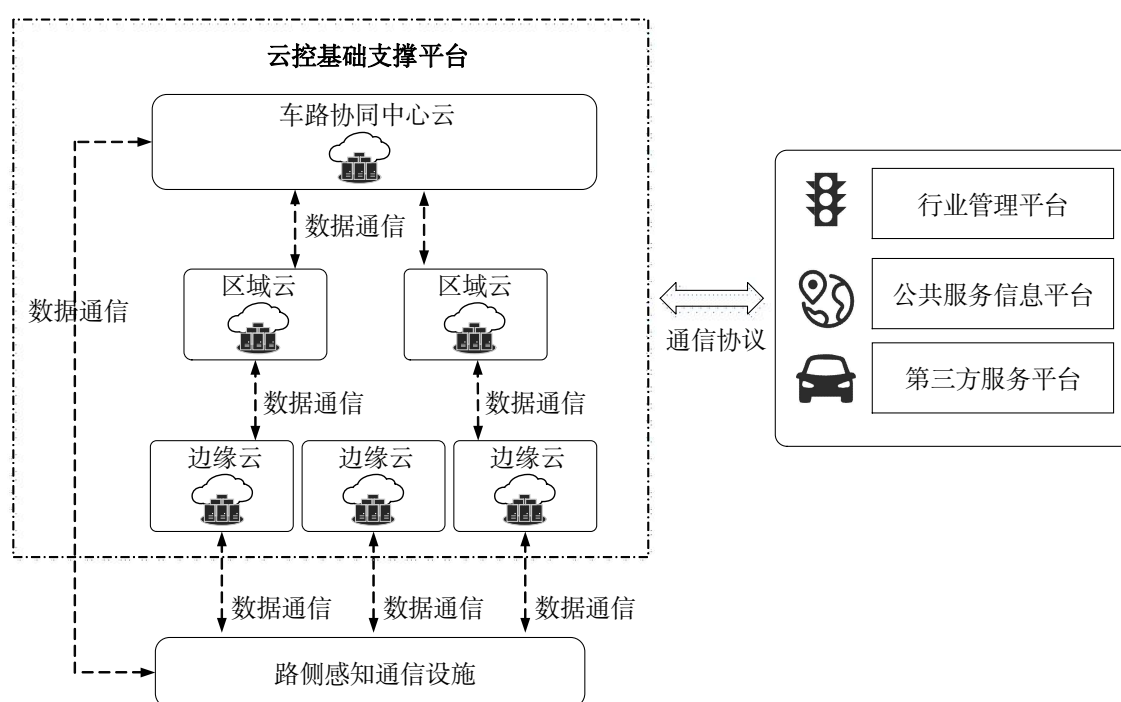 云控基础支撑平台
车路协同中心云
数据通信
区域云
区域云
数据通信
数据通信
数据通信
边缘云
边缘云
边缘云
数据通信
数据通信
数据通信
路侧感知通信设施
通信协议
行业管理平台
公共服务信息平台
第三方服务平台